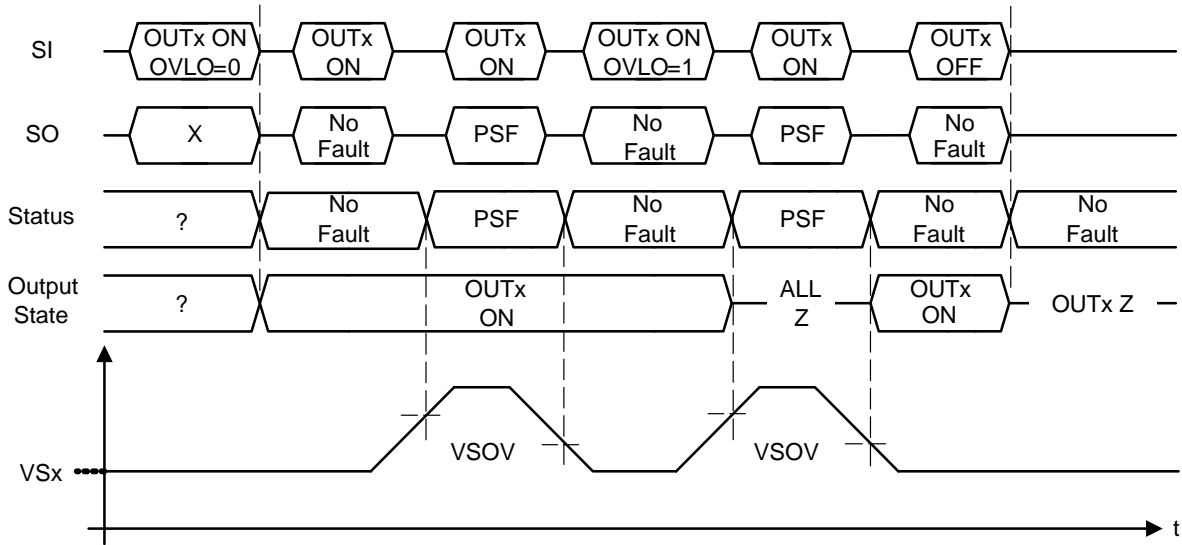 SI
OUTx ON
OVLO=0
OUTx
ON
OUTx
ON
OUTx ON
OVLO=1
OUTx
ON
OUTx
OFF
SO
X
No
Fault
PSF
No
Fault
PSF
No
Fault
Status
?
No
Fault
PSF
No
Fault
PSF
No
Fault
No
Fault
Output
State
?
OUTx
ON
ALL
Z
OUTx
ON
OUTx Z
VSOV
VSOV
VSx
t